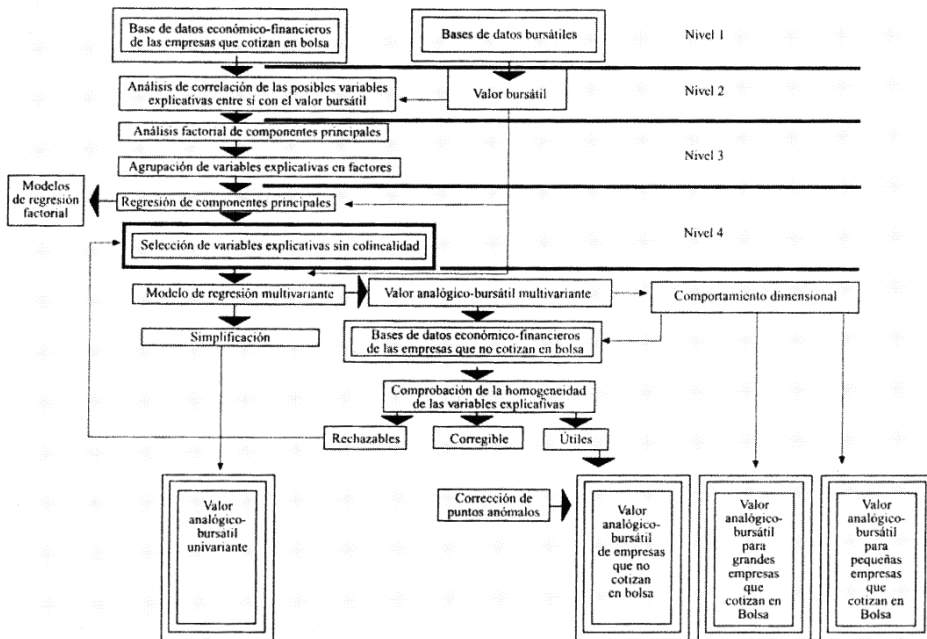 Base de datos económico-financieros
de las empresas que cotizan en bolsa
Bases de datos bursátiles
Nivel 1
Análisis de correlación de las posibles variables
explicativas entre sí con el valor bursátil
Valor bursátil
Nivel 2
Análisis factorial de componentes principales
Agrupación de variables explicativas en factores
Nivel 3
Modelos
de regresión
factorial
Regresión de componentes principales
Selección de variables explicativas sin colincalidad
Nivel 4
Modelo de regresión multivariante
Valor analógico-bursátil multivariante
Comportamiento dimensional
Simplificación
Bases de datos económico-financieros
de las empresas que no cotizan en bolsa
Comprobación de la homogeneidad
de las variables explicativas
Rechazables
Corregible
Útiles
Valor
analógico-
bursátil
univariante
Corrección de
puntos anómalos
Valor
analógico-
bursátil
de empresas
que no
cotizan
en bolsa
Valor
analógico-
bursátil
para
grandes
empresas
que
cotizan en
Bolsa
Valor
analógico-
bursátil
para
pequeñas
empresas
que
cotizan en
Bolsa